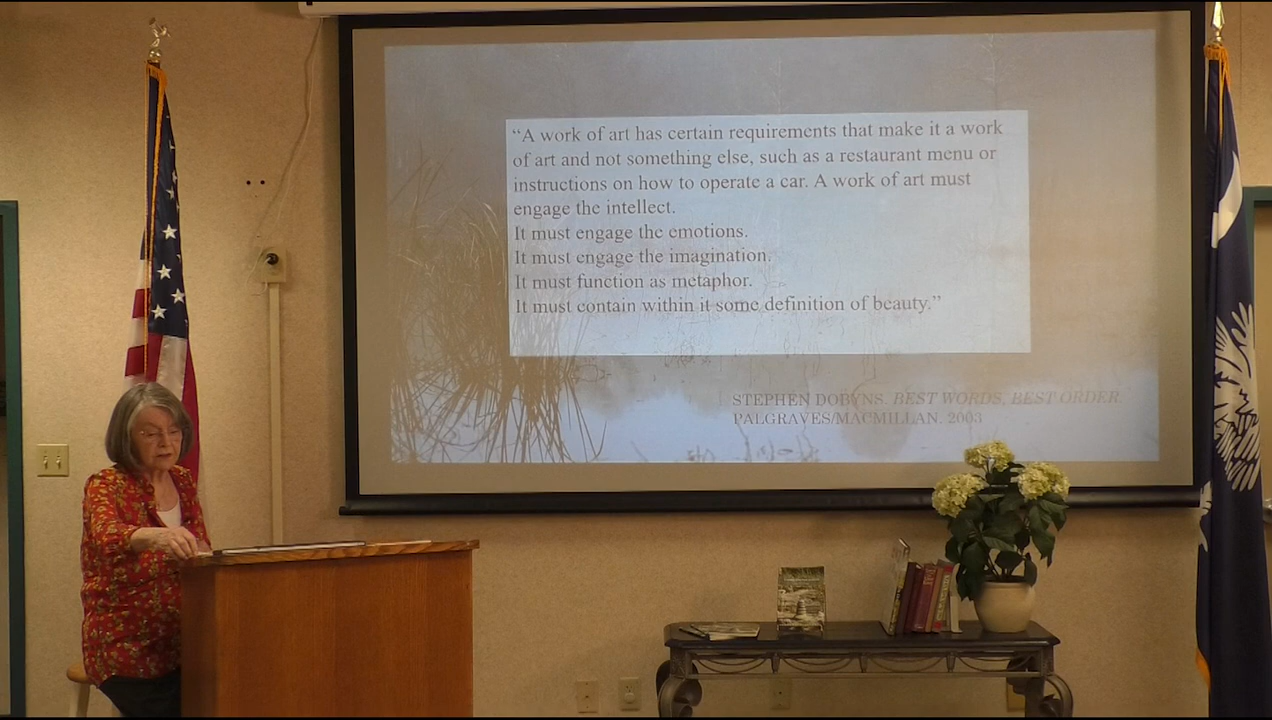 “A work of art has certain requirements that make it a work
of art and not something else, such as a restaurant menu or
instructions on how to operate a car. A work of art must
engage the intellect.
It must engage the emotions.
It must engage the imagination.
It must function as metaphor.
It must contain within it some definition of beauty.”
STEPHEN DOBYNS. BEST WORDS, BEST ORDER.
PALGRAVES/MACMILLAN. 2003